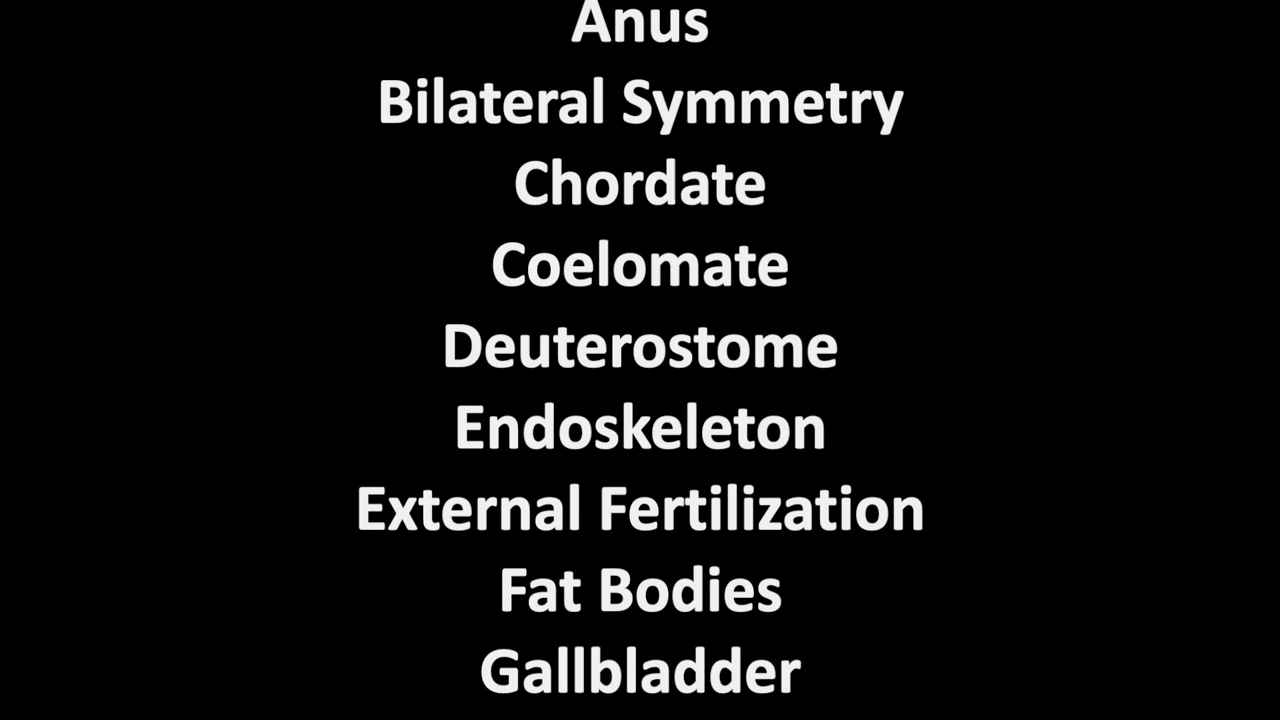 Anus
Bilateral Symmetry
Chordate
Coelomate
Deuterostome
Endoskeleton
External Fertilization
Fat Bodies
Gallbladder